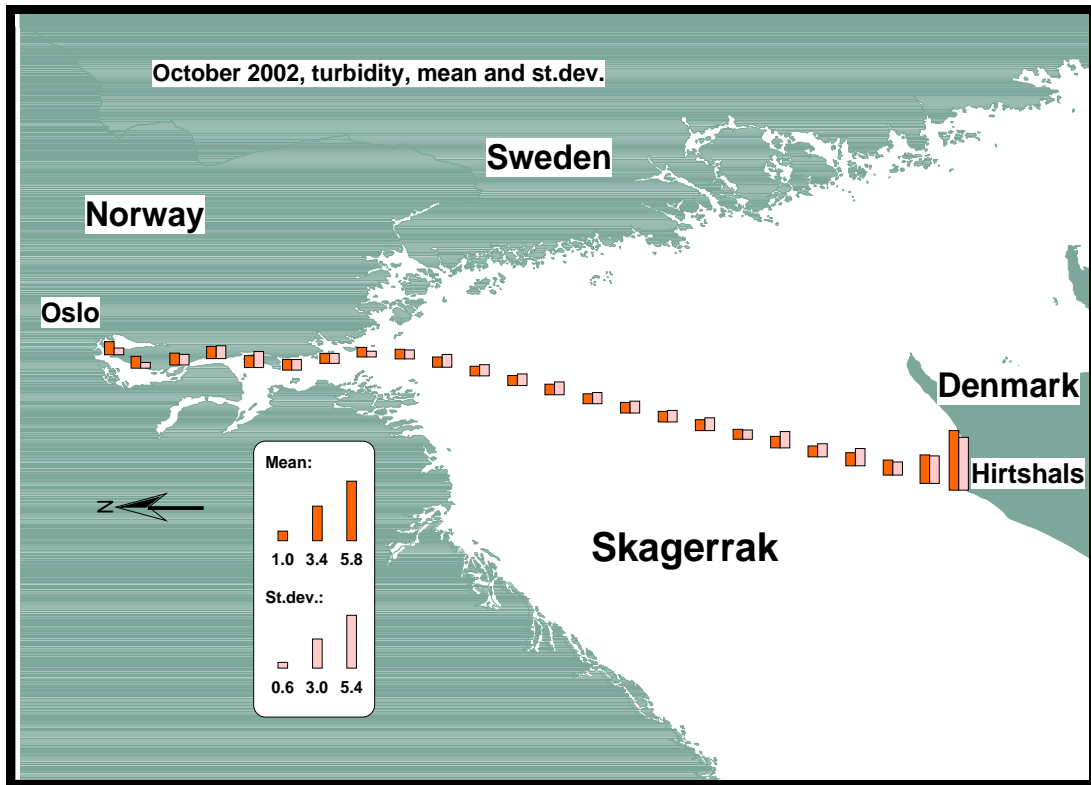 October 2002, turbidity, mean and st.dev.
Sweden
Norway
Oslo
Denmark
Hirtshals
Mean:
1.0 3.4 5.8
N
Skagerrak
St.dev.:
0.6 3.0 5.4